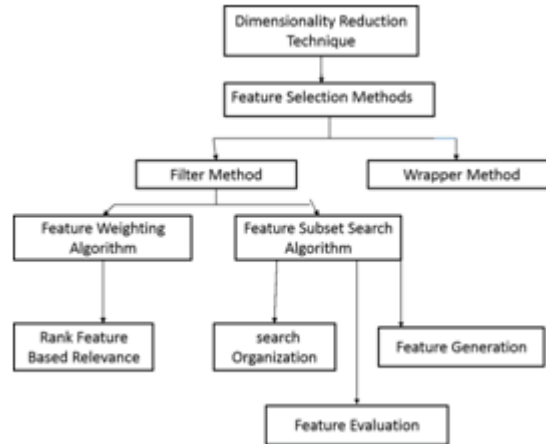 Dimensionality Reduction
Technique
Feature Selection Methods
Filter Method
Wrapper Method
Feature Weighting
Algorithm
Feature Subset Search
Algorithm
Rank Feature
Based Relevance
search
Organization
Feature Generation
Feature Evaluation